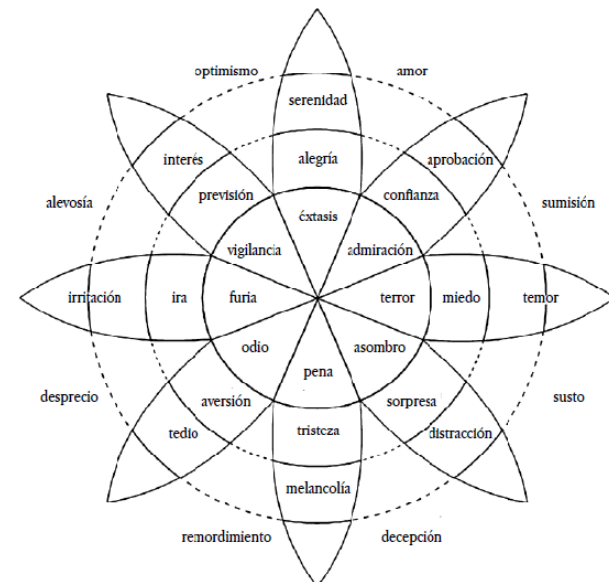 optimismo amor
serenidad
interés alegría aprobación
previsión confianza
alevosía sumisión
éxtasis
vigilancia admiración
irritación ira furia terror miedo temor
odio asombro
pena
desprecio susto
aversión sorpresa
tedio tristeza distracción
melancolía
remordimiento decepción